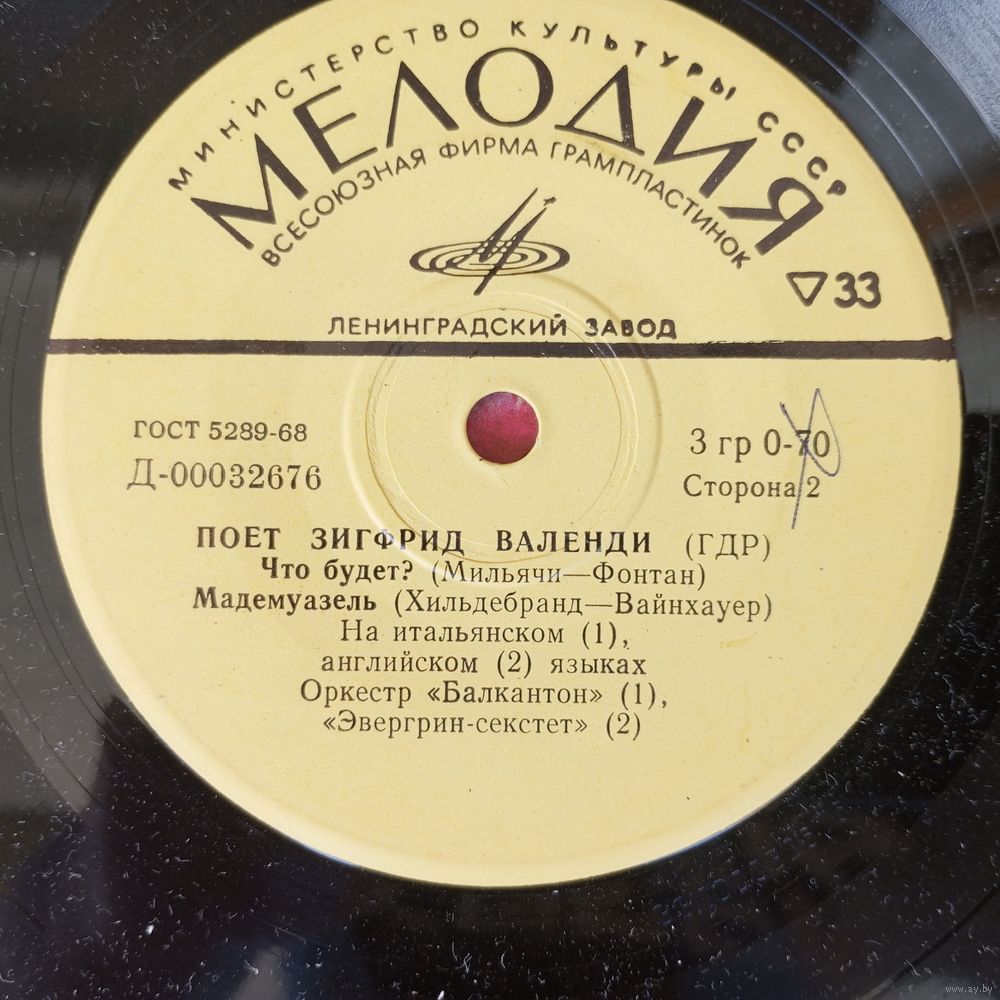 МИНИСТЕРСТВО КУЛЬТУРЫ СССР
МЕЛОДИЯ
ВСЕСОЮЗНАЯ ФИРМА ГРАМПЛАСТИНОК
▽33
ЛЕНИНГРАДСКИЙ ЗАВОД
ГОСТ 5289-68
3 гр 0-70
Д-00032676
Сторона 2
ПОЕТ ЗИГФРИД ВАЛЕНДИ (ГДР)
Что будет? (Мильячи—Фонтан)
Мадемуазель (Хильдебранд—Вайнхауер)
На итальянском (1),
английском (2) языках
Оркестр «Балкантон» (1),
«Эвергрин-секстет» (2)
www.ay.by